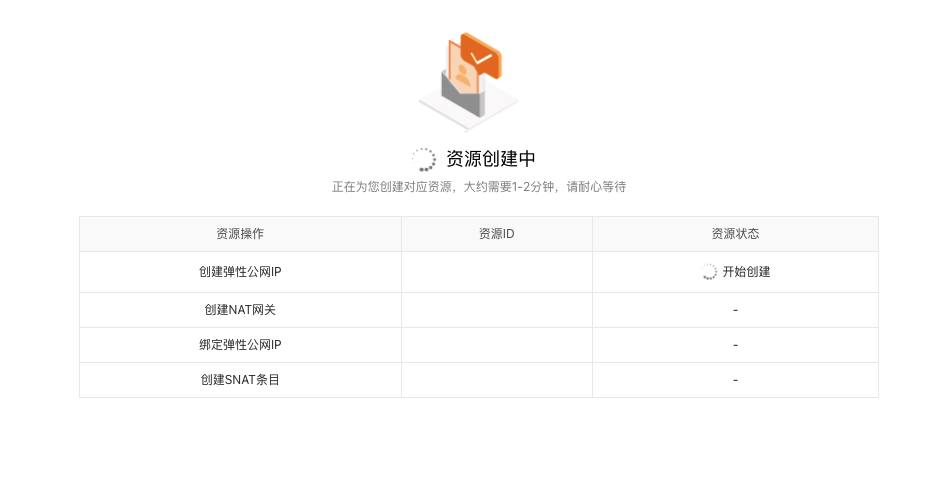 资源创建中
正在为您创建对应资源，大约需要1-2分钟，请耐心等待
资源操作 资源ID 资源状态
创建弹性公网IP 开始创建
创建NAT网关 -
绑定弹性公网IP -
创建SNAT条目 -